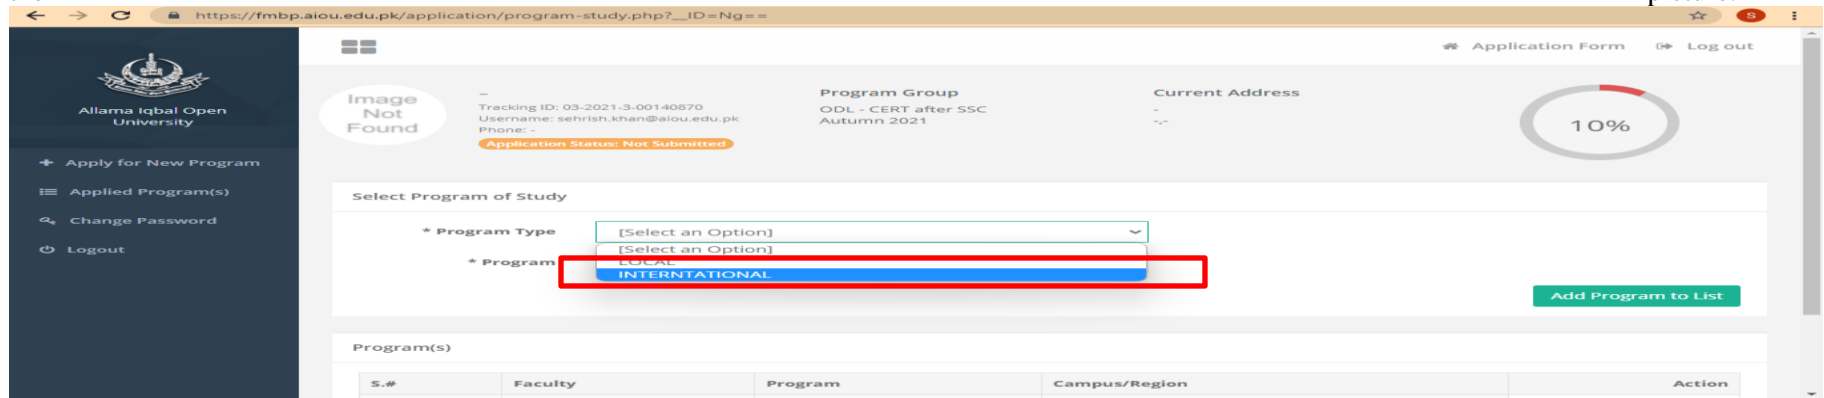 https://fmbp.aiou.edu.pk/application/program-study.php?__ID=Ng==
S
Application Form
Log out
Allama Iqbal Open
University
Apply for New Program
Applied Program(s)
Change Password
Logout
Image
Not
Found
–
Tracking ID: 03-2021-3-00140870
Username: sehrish.khan@aiou.edu.pk
Phone: -
Application Status: Not Submitted
Program Group
ODL - CERT after SSC
Autumn 2021
Current Address
-
-,-
10%
Select Program of Study
* Program Type
[Select an Option]
[Select an Option]
* Program
LOCAL
INTERNTATIONAL
Add Program to List
Program(s)
S.# Faculty Program Campus/Region Action